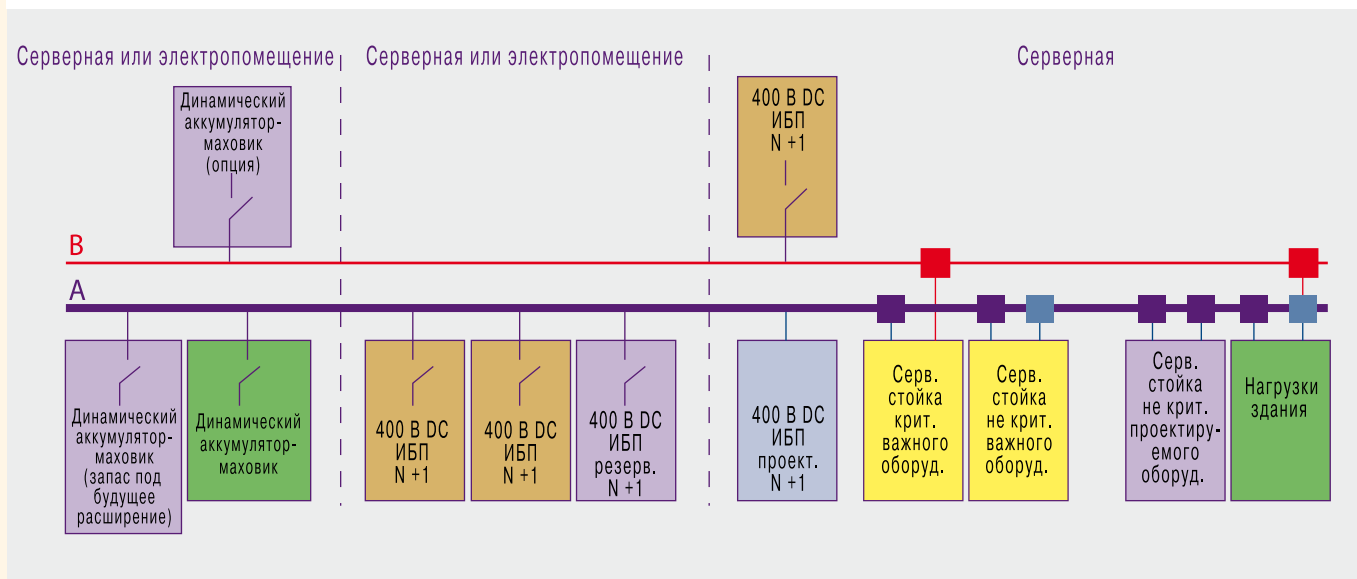 Серверная или электропомещение
Серверная или электропомещение
Серверная
Динамический
аккумулятор-
маховик
(опция)
400 В DC
ИБП
N +1
B
A
Динамический
аккумулятор-
маховик
(запас под
будущее
расширение)
Динамический
аккумулятор-
маховик
400 В DC
ИБП
N +1
400 В DC
ИБП
N +1
400 В DC
ИБП
резерв.
N +1
400 В DC
ИБП
проект.
N +1
Серв.
стойка
крит.
важного
оборуд.
Серв.
стойка
не крит.
важного
оборуд.
Серв.
стойка
не крит.
проектиру-
емого
оборуд.
Нагрузки
здания